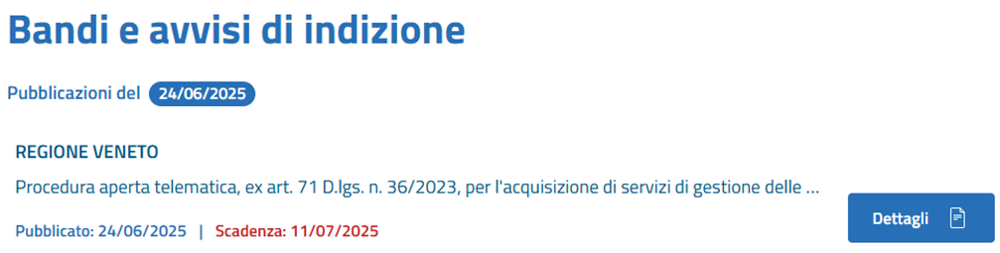 Bandi e avvisi di indizione
Pubblicazioni del 24/06/2025
REGIONE VENETO
Procedura aperta telematica, ex art. 71 D.lgs. n. 36/2023, per l'acquisizione di servizi di gestione delle ...
Dettagli
Pubblicato: 24/06/2025 | Scadenza: 11/07/2025